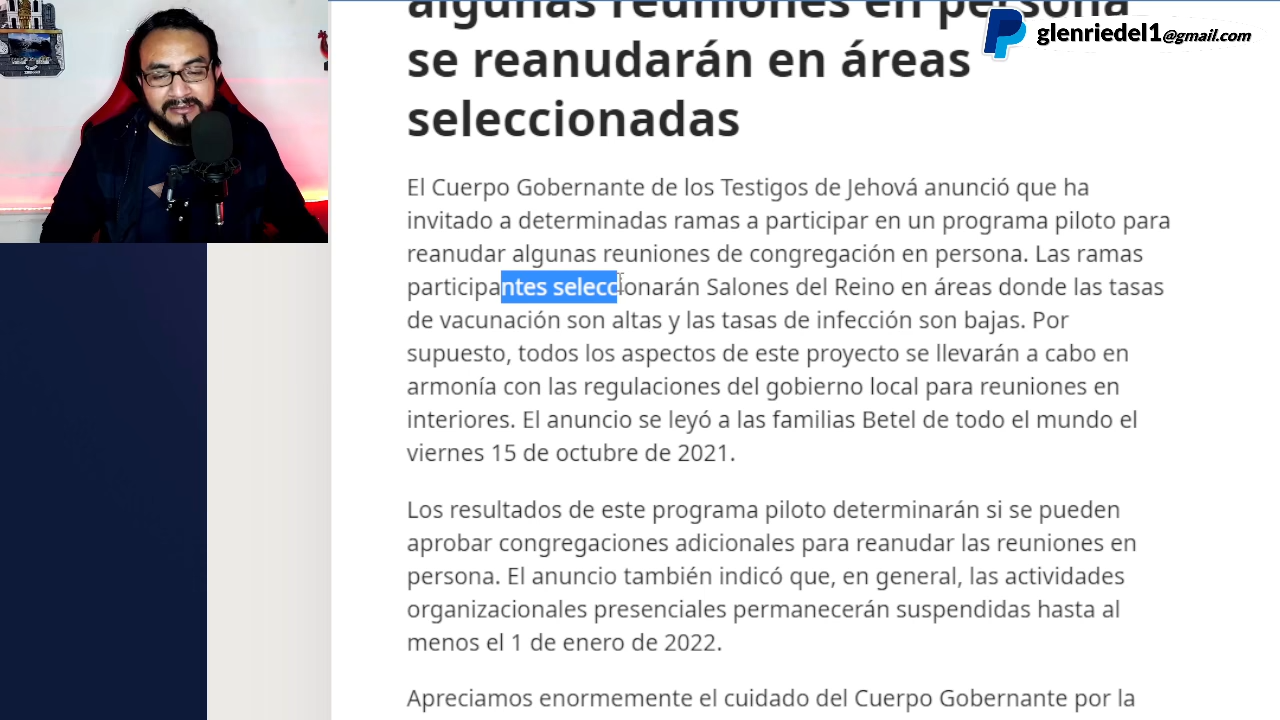 algunas reuniones en persona
se reanudarán en áreas
seleccionadas
glenriedel1@gmail.com
El Cuerpo Gobernante de los Testigos de Jehová anunció que ha
invitado a determinadas ramas a participar en un programa piloto para
reanudar algunas reuniones de congregación en persona. Las ramas
participantes seleccionarán Salones del Reino en áreas donde las tasas
de vacunación son altas y las tasas de infección son bajas. Por
supuesto, todos los aspectos de este proyecto se llevarán a cabo en
armonía con las regulaciones del gobierno local para reuniones en
interiores. El anuncio se leyó a las familias Betel de todo el mundo el
viernes 15 de octubre de 2021.
Los resultados de este programa piloto determinarán si se pueden
aprobar congregaciones adicionales para reanudar las reuniones en
persona. El anuncio también indicó que, en general, las actividades
organizacionales presenciales permanecerán suspendidas hasta al
menos el 1 de enero de 2022.
Apreciamos enormemente el cuidado del Cuerpo Gobernante por la